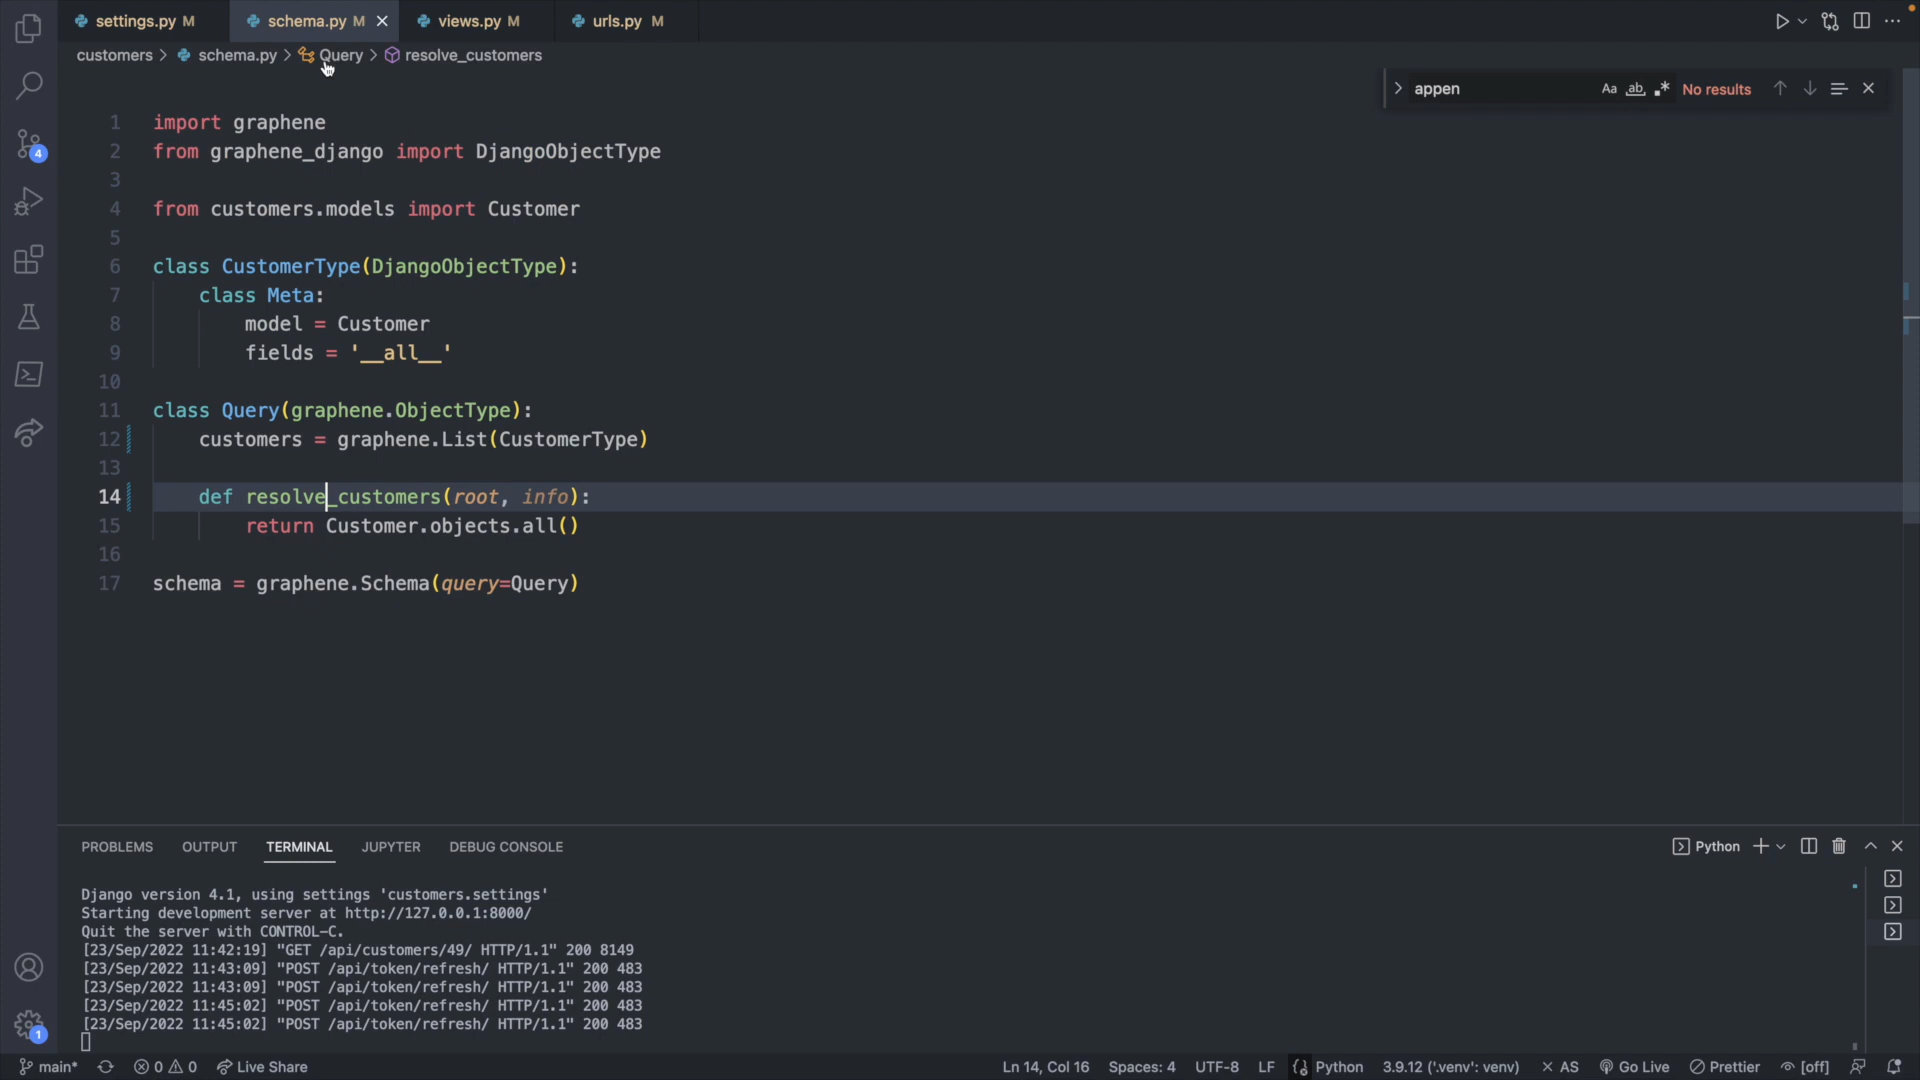 settings.py M schema.py M views.py M urls.py M
customers > schema.py > Query > resolve_customers
appen Aa ab, .* No results
1 import graphene
2 from graphene_django import DjangoObjectType
3
4 from customers.models import Customer
5
6 class CustomerType(DjangoObjectType):
7 class Meta:
8 model = Customer
9 fields = '__all__'
10
11 class Query(graphene.ObjectType):
12 customers = graphene.List(CustomerType)
13
14 def resolve_customers(root, info):
15 return Customer.objects.all()
16
17 schema = graphene.Schema(query=Query)
4
PROBLEMS OUTPUT TERMINAL JUPYTER DEBUG CONSOLE Python
Django version 4.1, using settings 'customers.settings'
Starting development server at http://127.0.0.1:8000/
Quit the server with CONTROL-C.
[23/Sep/2022 11:42:19] "GET /api/customers/49/ HTTP/1.1" 200 8149
[23/Sep/2022 11:43:09] "POST /api/token/refresh/ HTTP/1.1" 200 483
[23/Sep/2022 11:43:09] "POST /api/token/refresh/ HTTP/1.1" 200 483
[23/Sep/2022 11:45:02] "POST /api/token/refresh/ HTTP/1.1" 200 483
[23/Sep/2022 11:45:02] "POST /api/token/refresh/ HTTP/1.1" 200 483
1
main* 0 0 Live Share Ln 14, Col 16 Spaces: 4 UTF-8 LF Python 3.9.12 ('.venv': venv) AS Go Live Prettier [off]